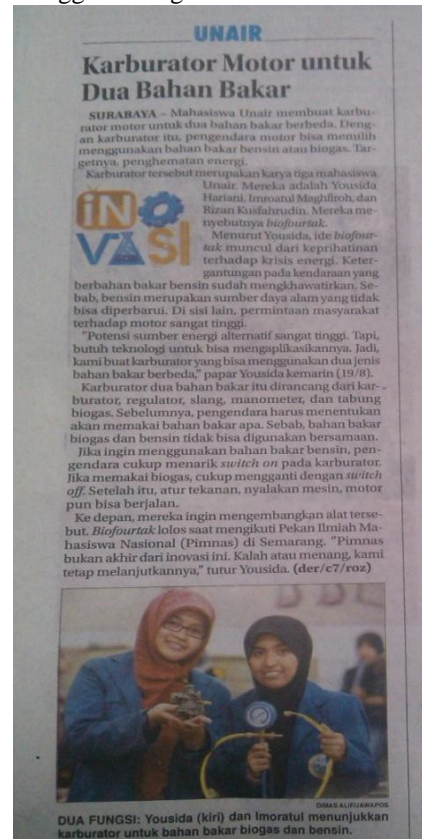 UNAIR
Karburator Motor untuk
Dua Bahan Bakar
SURABAYA – Mahasiswa Unair membuat karbu-
rator motor untuk dua bahan bakar berbeda. Deng-
an karburator itu, pengendara motor bisa memilih
menggunakan bahan bakar bensin atau biogas. Tar-
getnya, penghematan energi.
Karburator tersebut merupakan karya tiga mahasiswa
Unair. Mereka adalah Yousida
Hariani, Imroatul Maghfiroh, dan
Rizan Kusfahrudin. Mereka me-
nyebutnya biofourtak.
INOVASI
Menurut Yousida, ide biofour-
tak muncul dari keprihatinan
terhadap krisis energi. Keter-
gantungan pada kendaraan yang
berbahan bakar bensin sudah mengkhawatirkan. Se-
bab, bensin merupakan sumber daya alam yang tidak
bisa diperbarui. Di sisi lain, permintaan masyarakat
terhadap motor sangat tinggi.
"Potensi sumber energi alternatif sangat tinggi. Tapi,
butuh teknologi untuk bisa mengaplikasikannya. Jadi,
kami buat karburator yang bisa menggunakan dua jenis
bahan bakar berbeda," papar Yousida kemarin (19/8).
Karburator dua bahan bakar itu dirancang dari kar-
burator, regulator, slang, manometer, dan tabung
biogas. Sebelumnya, pengendara harus menentukan
akan memakai bahan bakar apa. Sebab, bahan bakar
biogas dan bensin tidak bisa digunakan bersamaan.
Jika ingin menggunakan bahan bakar bensin, pen-
gendara cukup menarik switch on pada karburator.
Jika memakai biogas, cukup mengganti dengan switch
off. Setelah itu, atur tekanan, nyalakan mesin, motor
pun bisa berjalan.
Ke depan, mereka ingin mengembangkan alat terse-
but. Biofourtak lolos saat mengikuti Pekan Ilmiah Ma-
hasiswa Nasional (Pimnas) di Semarang. "Pimnas
bukan akhir dari inovasi ini. Kalah atau menang, kami
tetap melanjutkannya," tutur Yousida. (der/c7/roz)
DIMAS ALIF/JAWAPOS
DUA FUNGSI: Yousida (kiri) dan Imoratul menunjukkan
karburator untuk bahan bakar biogas dan bensin.